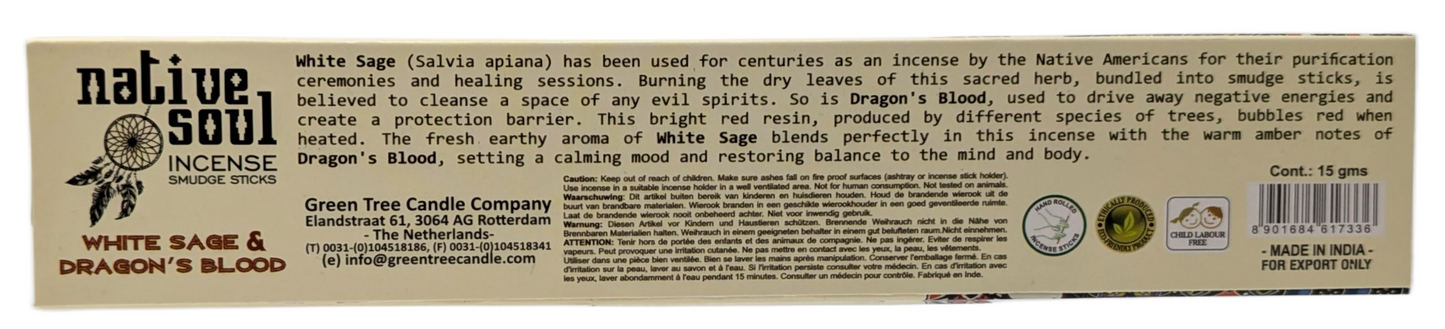 native
soul
INCENSE
SMUDGE STICKS
WHITE SAGE &
DRAGON'S BLOOD
White Sage (Salvia apiana) has been used for centuries as an incense by the Native Americans for their purification
ceremonies and healing sessions. Burning the dry leaves of this sacred herb, bundled into smudge sticks, is
believed to cleanse a space of any evil spirits. So is Dragon's Blood, used to drive away negative energies and
create a protection barrier. This bright red resin, produced by different species of trees, bubbles red when
heated. The fresh earthy aroma of White Sage blends perfectly in this incense with the warm amber notes of
Dragon's Blood, setting a calming mood and restoring balance to the mind and body.
Green Tree Candle Company
Elandstraat 61, 3064 AG Rotterdam
- The Netherlands-
(T) 0031-(0)104518186, (F) 0031-(0)104518341
(e) info@greentreecandle.com
Caution: Keep out of reach of children. Make sure ashes fall on fire proof surfaces (ashtray or incense stick holder).
Use incense in a suitable incense holder in a well ventilated area. Not for human consumption. Not tested on animals.
Waarschuwing: Dit artikel buiten bereik van kinderen en huisdieren houden. Houd de brandende wierook uit de
buurt van brandbare materialen. Wierook branden in een geschilde wierookhouder in een goed geventileerde ruimte.
Laat de brandende wierook nooit onbeheerd achter. Niet voor inwendig gebruik.
Warnung: Diesen Artikel vor Kindern und Haustieren schützen. Brennende Weihrauch nicht in die Nähe von
Brennbaren Materialien halten. Weihrauch in einem geeigneten behalter in einem gut belufteten raum.Nicht einnehmen.
ATTENTION: Tenir hors de portée des enfants et des animaux de compagnie. Ne pas ingérer. Eviter de respirer les
vapeurs. Peut provoquer une irritation cutanée. Ne pas mettre en contact avec les yeux, la peau, les vêtements.
Utiliser dans une pièce bien ventilée. Bien se laver les mains après manipulation. Conserver l'emballage fermé. En cas
d'irritation sur la peau, laver au savon et à l'eau. Si l'irritation persiste consulter votre médecin. En cas d'irritation avec
les yeux, laver abondamment à l'eau pendant 15 minutes. Consulter un médecin pour contrôle. Fabriqué en Inde.
HAND ROLLED
INCENSE STICKS
ETHICALLY PRODUCED
ECO FRIENDLY PRODUCT
CHILD LABOUR
FREE
Cont.: 15 gms
8 901684 617336
- MADE IN INDIA -
FOR EXPORT ONLY